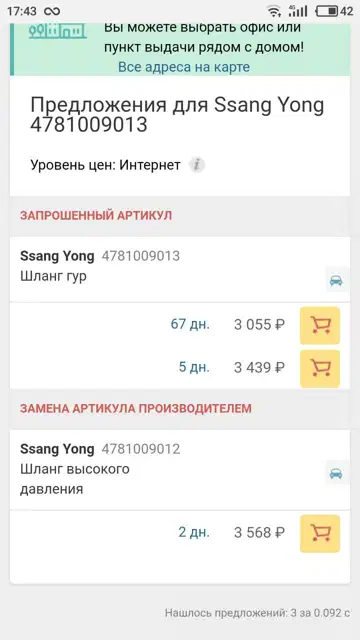 17:43 4G 42
Вы можете выбрать офис или
пункт выдачи рядом с домом!
Все адреса на карте
Предложения для Ssang Yong
4781009013
Уровень цен: Интернет i
ЗАПРОШЕННЫЙ АРТИКУЛ
Ssang Yong 4781009013
Шланг гур
67 дн. 3 055 ₽
5 дн. 3 439 ₽
ЗАМЕНА АРТИКУЛА ПРОИЗВОДИТЕЛЕМ
Ssang Yong 4781009012
Шланг высокого
давления
2 дн. 3 568 ₽
Нашлось предложений: 3 за 0.092 с